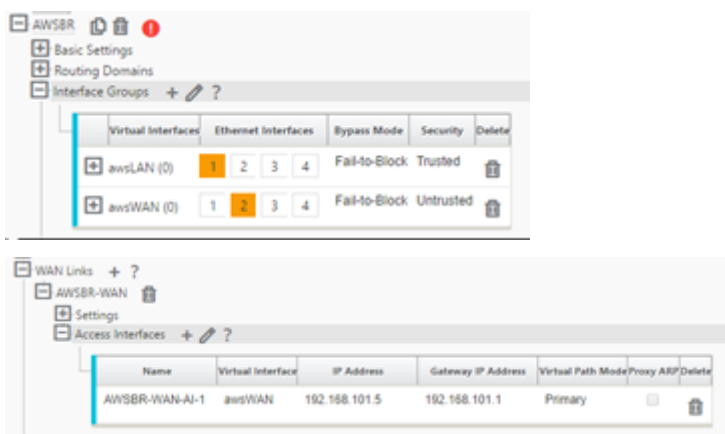 AWSBR
Basic Settings
Routing Domains
Interface Groups + ?
Virtual Interfaces Ethernet Interfaces Bypass Mode Security Delete
awsLAN (0) 1 2 3 4 Fail-to-Block Trusted
awsWAN (0) 1 2 3 4 Fail-to-Block Untrusted
WAN Links + ?
AWSBR-WAN
Settings
Access Interfaces + ?
Name Virtual Interface IP Address Gateway IP Address Virtual Path Mode Proxy ARP Delete
AWSBR-WAN-AI-1 awsWAN 192.168.101.5 192.168.101.1 Primary